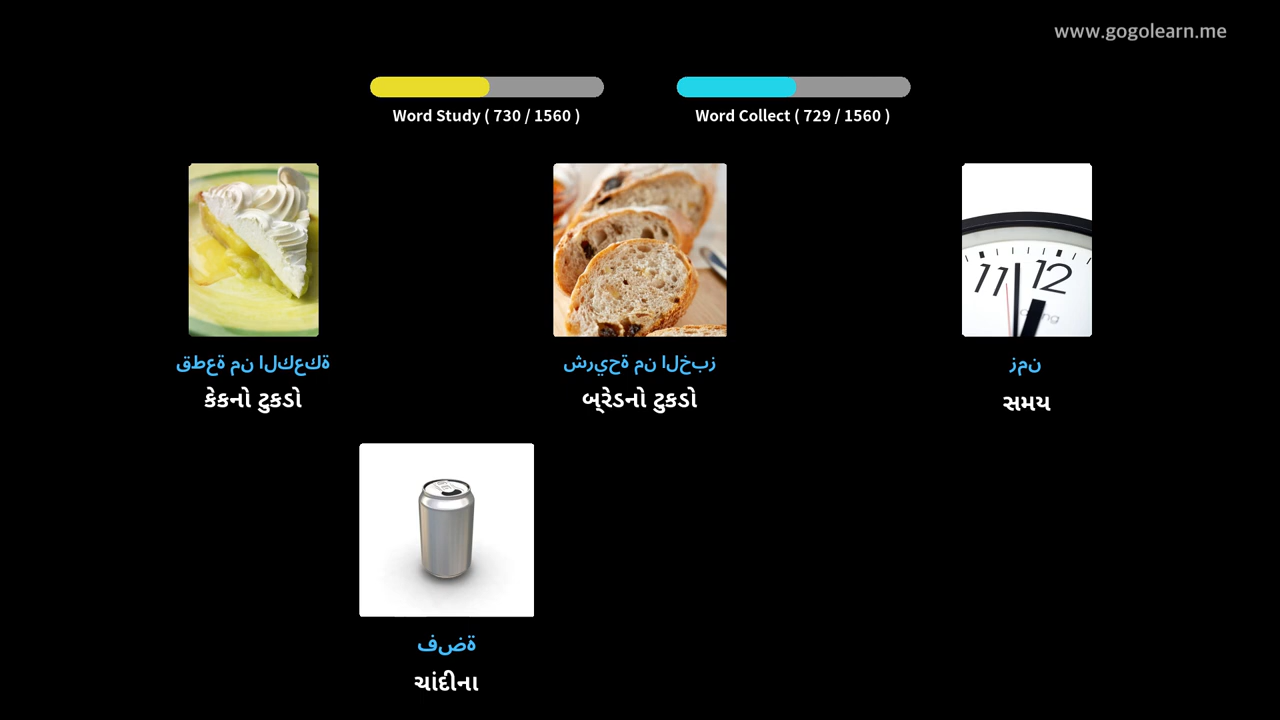 www.gogolearn.me
Word Study ( 730 / 1560 )
Word Collect ( 729 / 1560 )
قطعة من الكعكة
કેકનો ટુકડો
شريحة من الخبز
બ્રેડનો ટુકડો
زمن
સમય
فضة
ચાંદીના